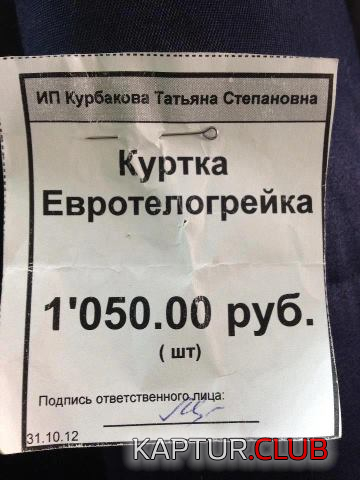 ИП Курбакова Татьяна Степановна
Куртка
Евротелогрейка
1'050.00 руб.
( шт)
Подпись ответственного лица:
31.10.12
KAPTUR.CLUB